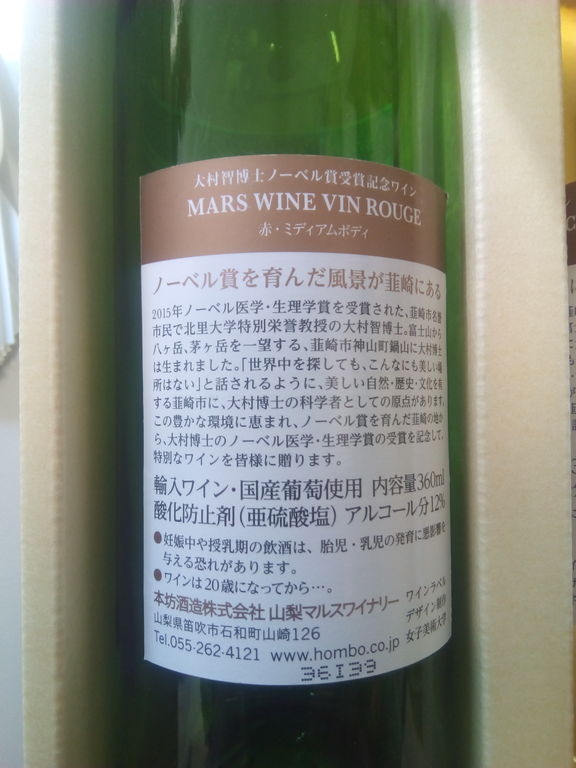 大村智博士ノーベル賞受賞記念ワイン
MARS WINE VIN ROUGE
赤・ミディアムボディ
ノーベル賞を育んだ風景が韮崎にある
2015年ノーベル医学・生理学賞を受賞された、韮崎市名誉
市民で北里大学特別栄誉教授の大村智博士。富士山から
八ヶ岳、茅ヶ岳を一望する、韮崎市神山町鍋山に大村博士
は生まれました。「世界中を探しても、こんなにも美しい場
所はない」と話されるように、美しい自然・歴史・文化を有
する韮崎市に、大村博士の科学者としての原点があります。
この豊かな環境に恵まれ、ノーベル賞を育んだ韮崎の地か
ら、大村博士のノーベル医学・生理学賞の受賞を記念して、
特別なワインを皆様に贈ります。
輸入ワイン・国産葡萄使用 内容量360ml
酸化防止剤(亜硫酸塩) アルコール分12%
●妊娠中や授乳期の飲酒は、胎児・乳児の発育に悪影響を
与える恐れがあります。
●ワインは20歳になってから…。
本坊酒造株式会社 山梨マルスワイナリー
山梨県笛吹市石和町山崎126
Tel.055-262-4121 www.hombo.co.jp
ワインラベル
デザイン制作
女子美術大学
36I39